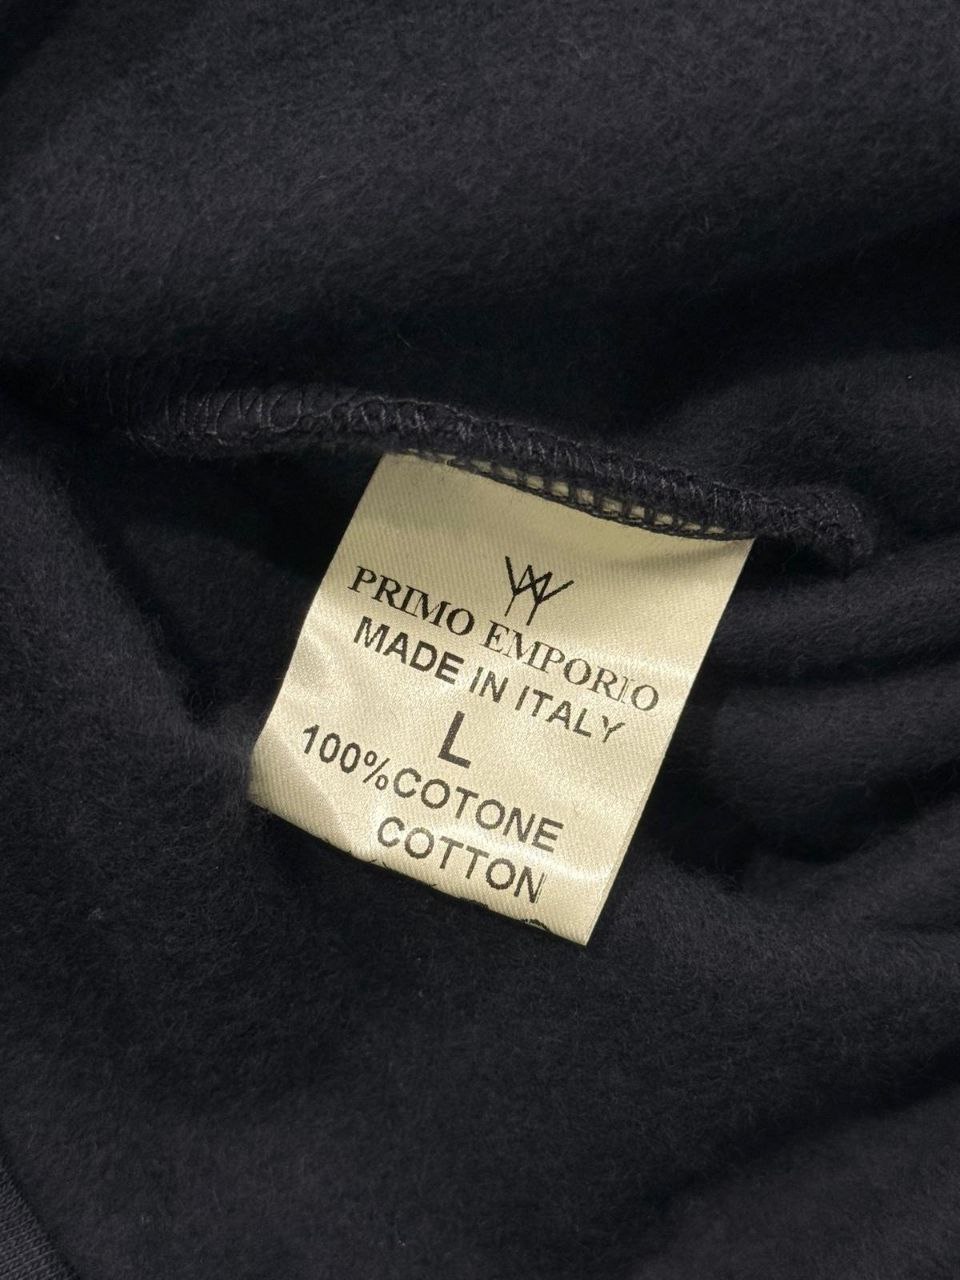 PRIMO EMPORIO
MADE IN ITALY
L
100%COTONE
COTTON